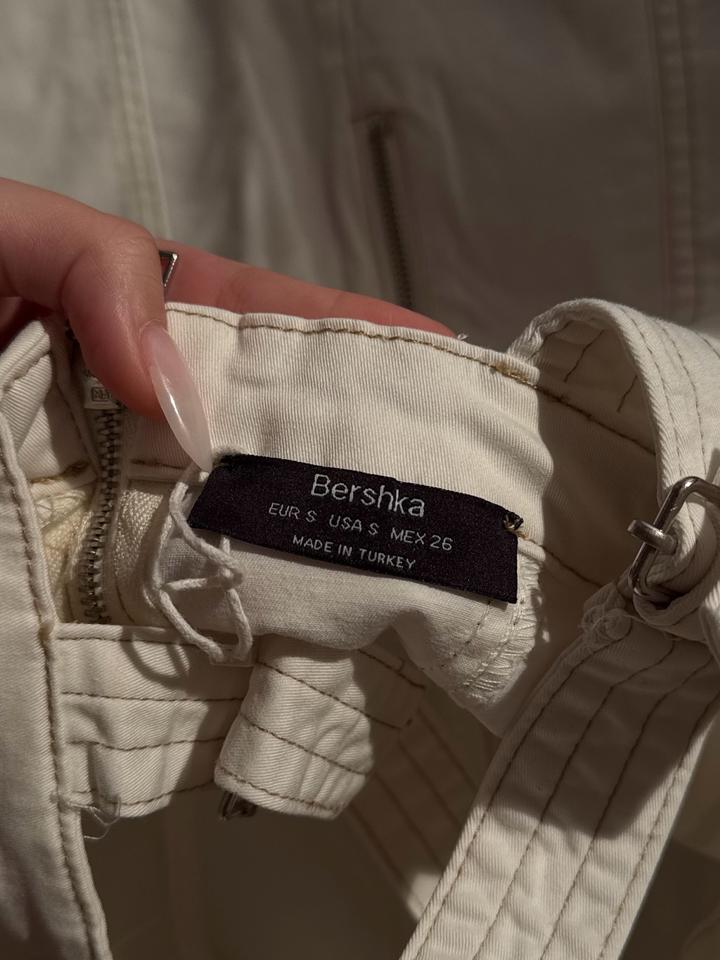 Bershka
EUR S USA S MEX 26
MADE IN TURKEY